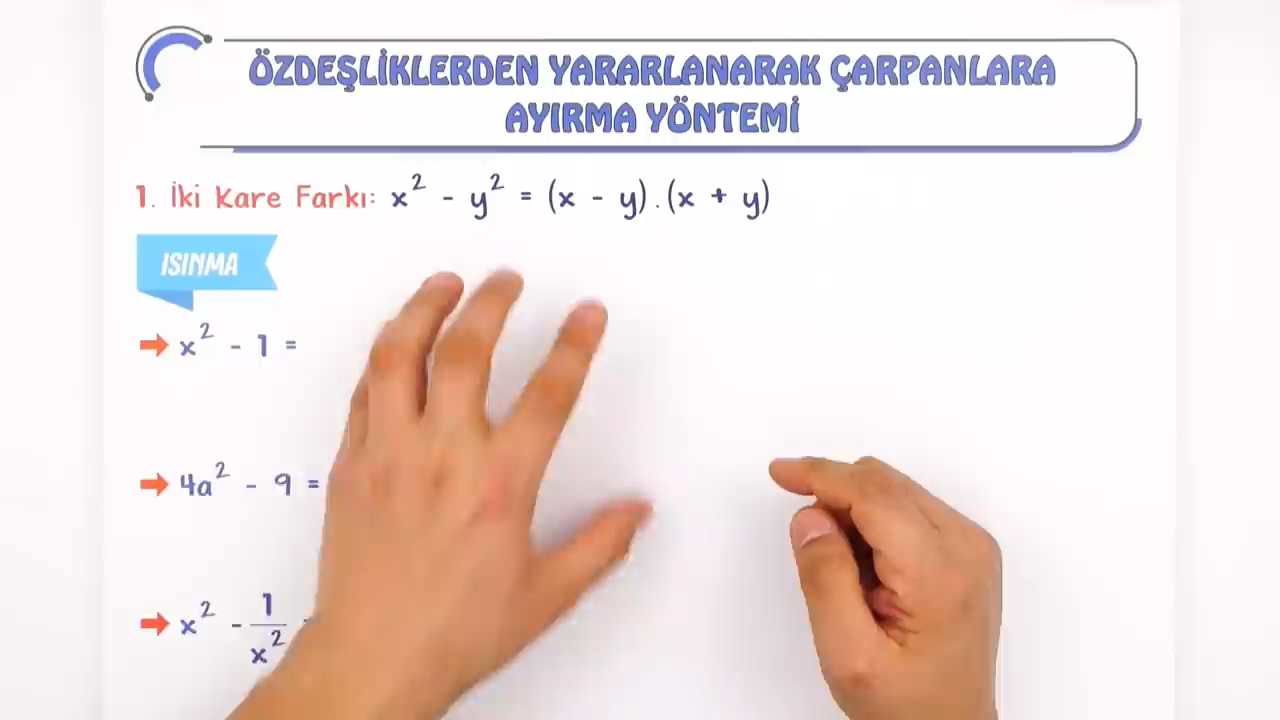 ÖZDEŞLİKLERDEN YARARLANARAK ÇARPANLARA
AYIRMA YÖNTEMİ
1. İki Kare Farkı: x² - y² = (x - y).(x + y)
ISINMA
➡ x² - 1 =
➡ 4a² - 9 =
➡ x² - 1/x²